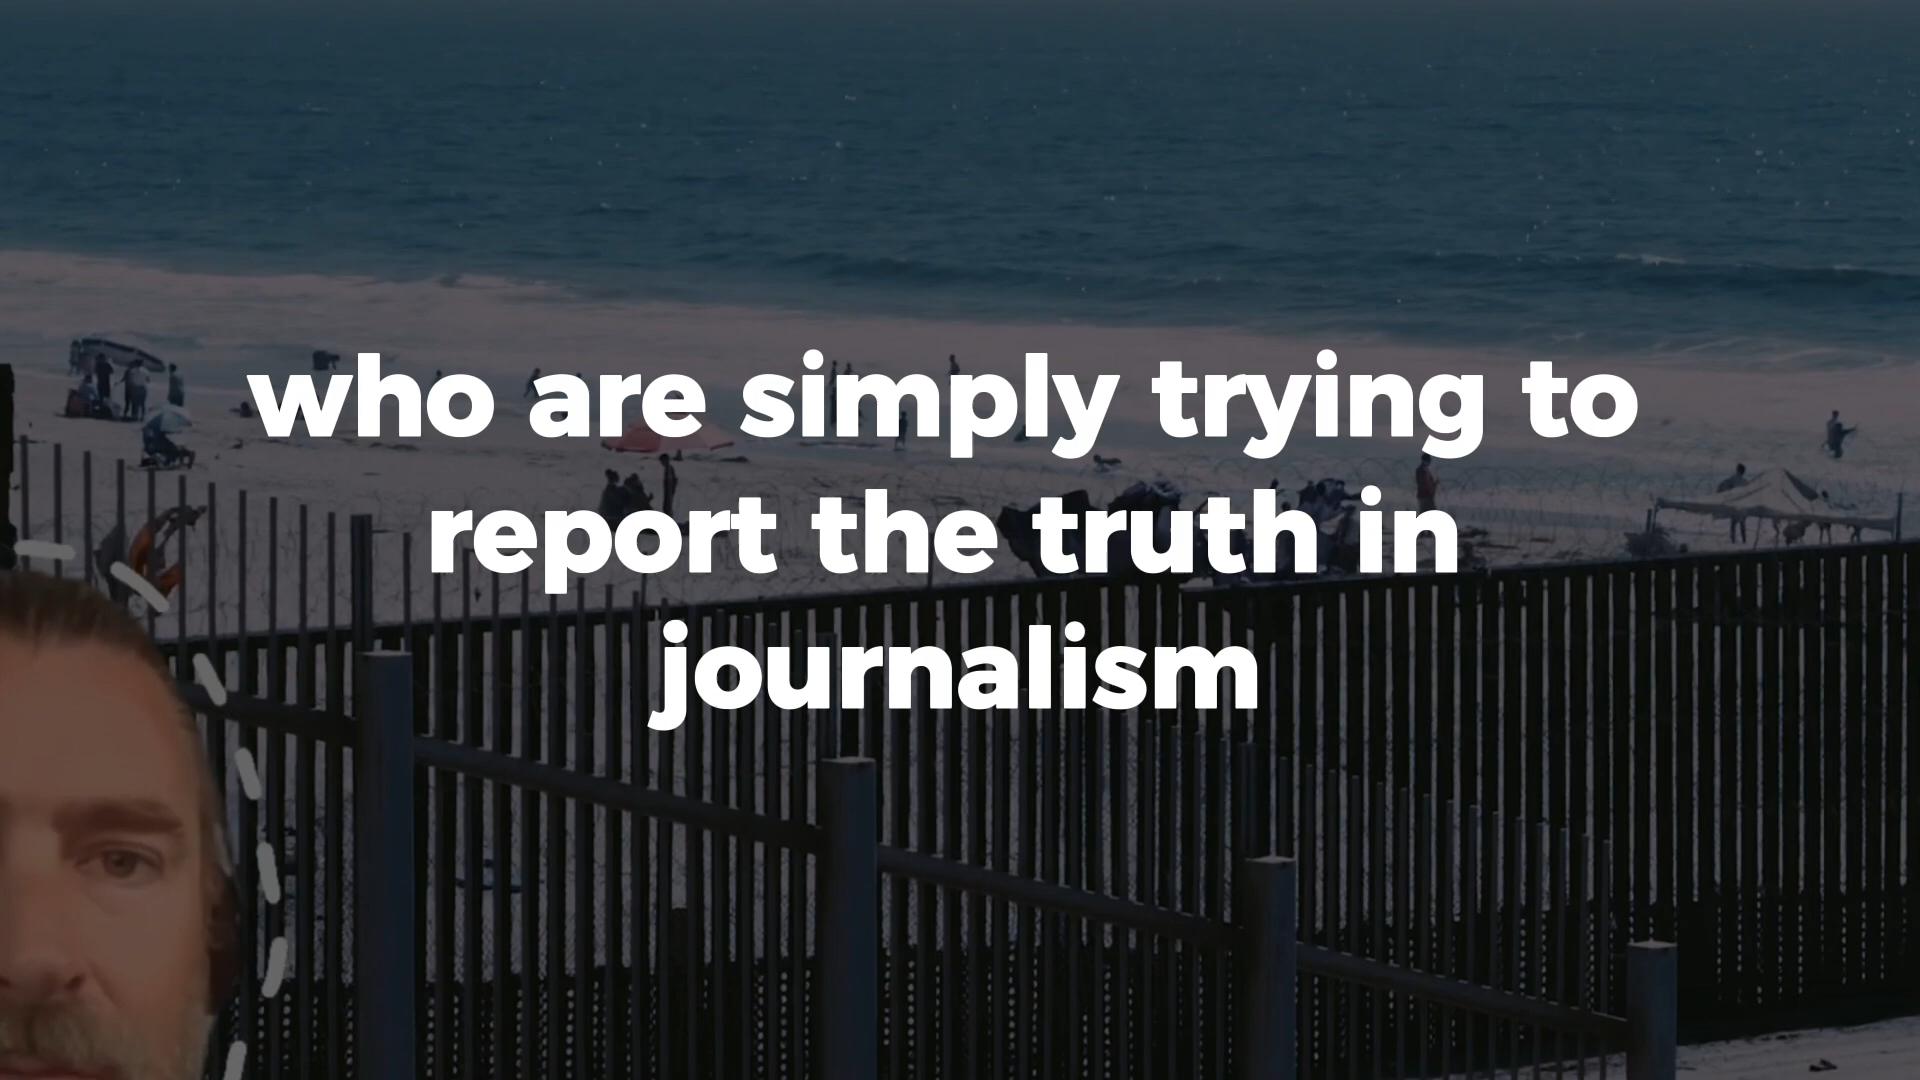 who are simply trying to
report the truth in
journalism